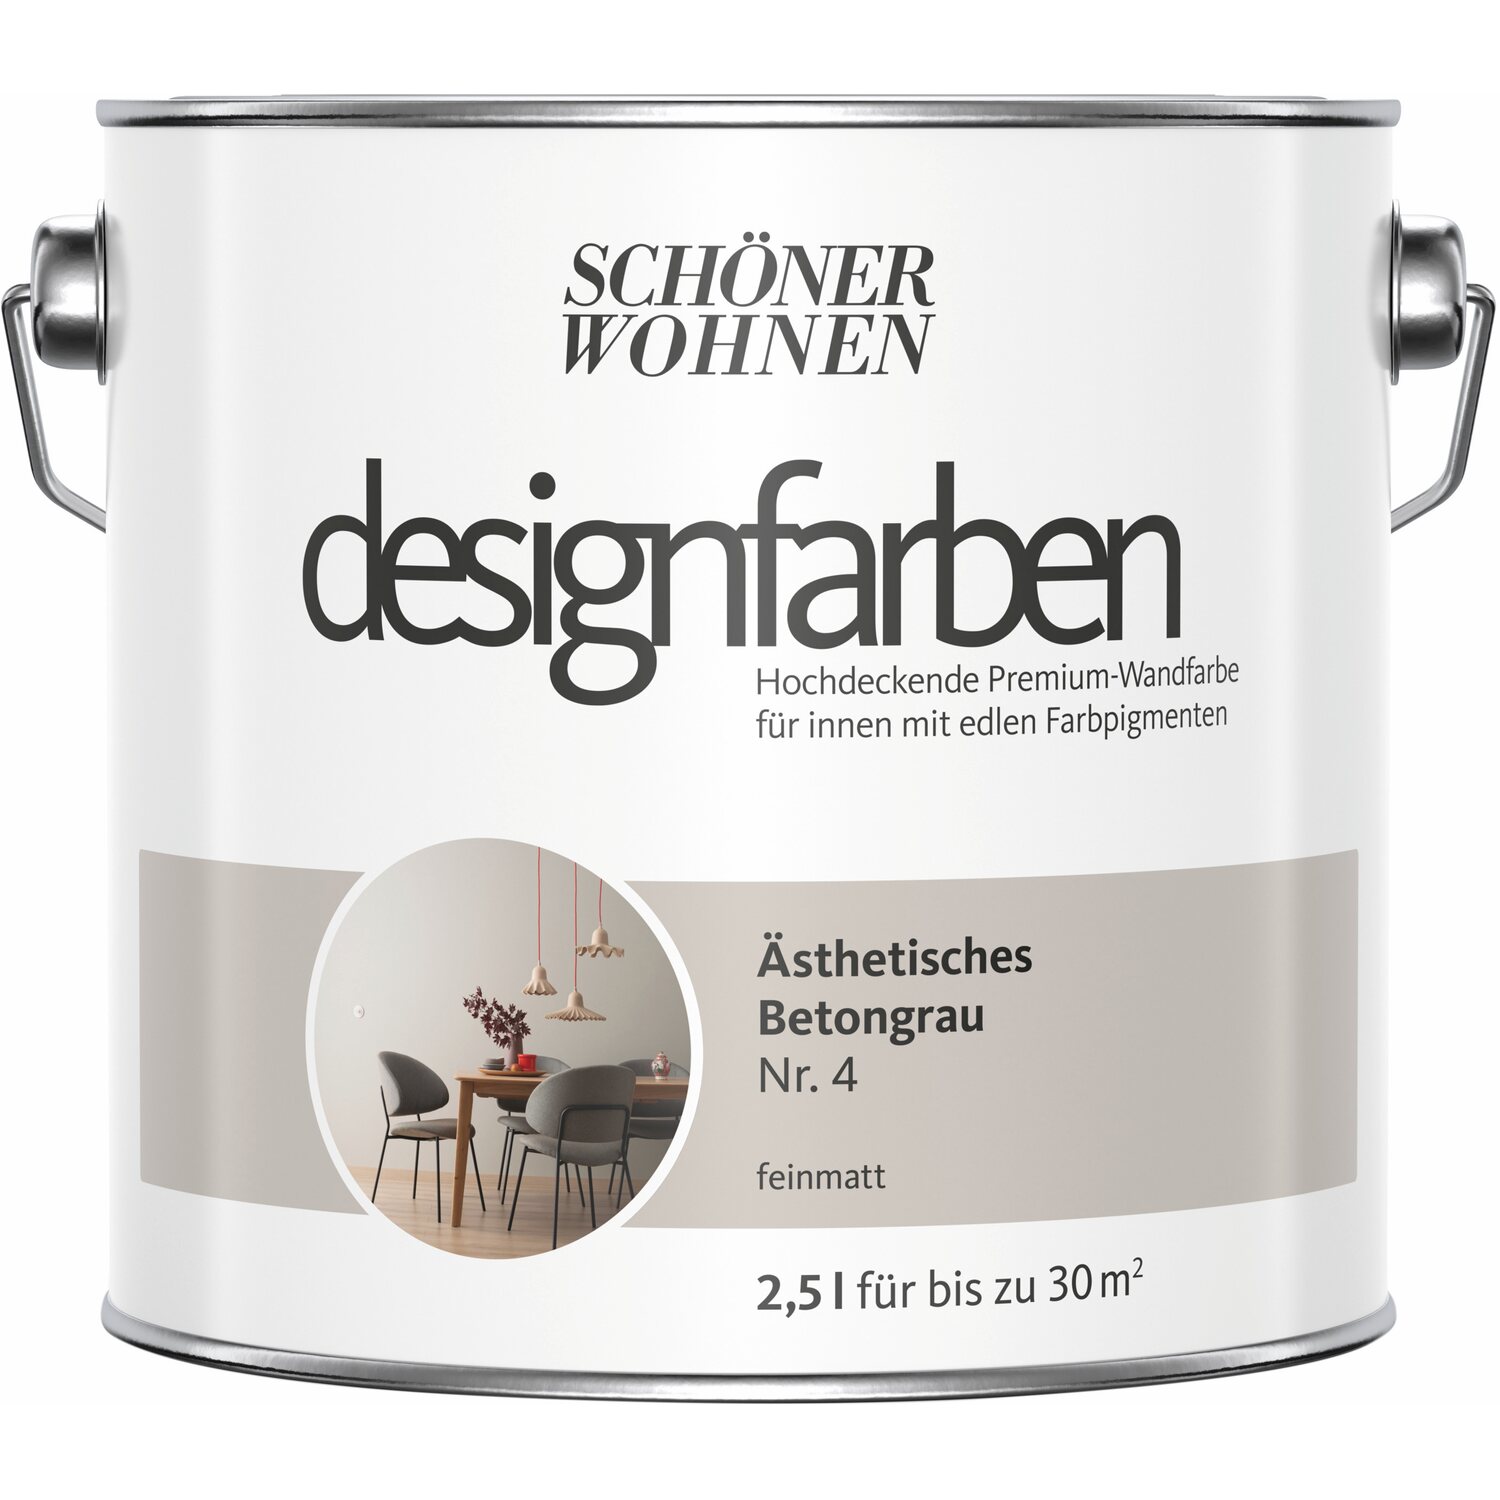 SCHÖNER
WOHNEN
designfarben
Hochdeckende Premium-Wandfarbe
für innen mit edlen Farbpigmenten
Ästhetisches
Betongrau
Nr. 4
feinmatt
2,5 l für bis zu 30 m²